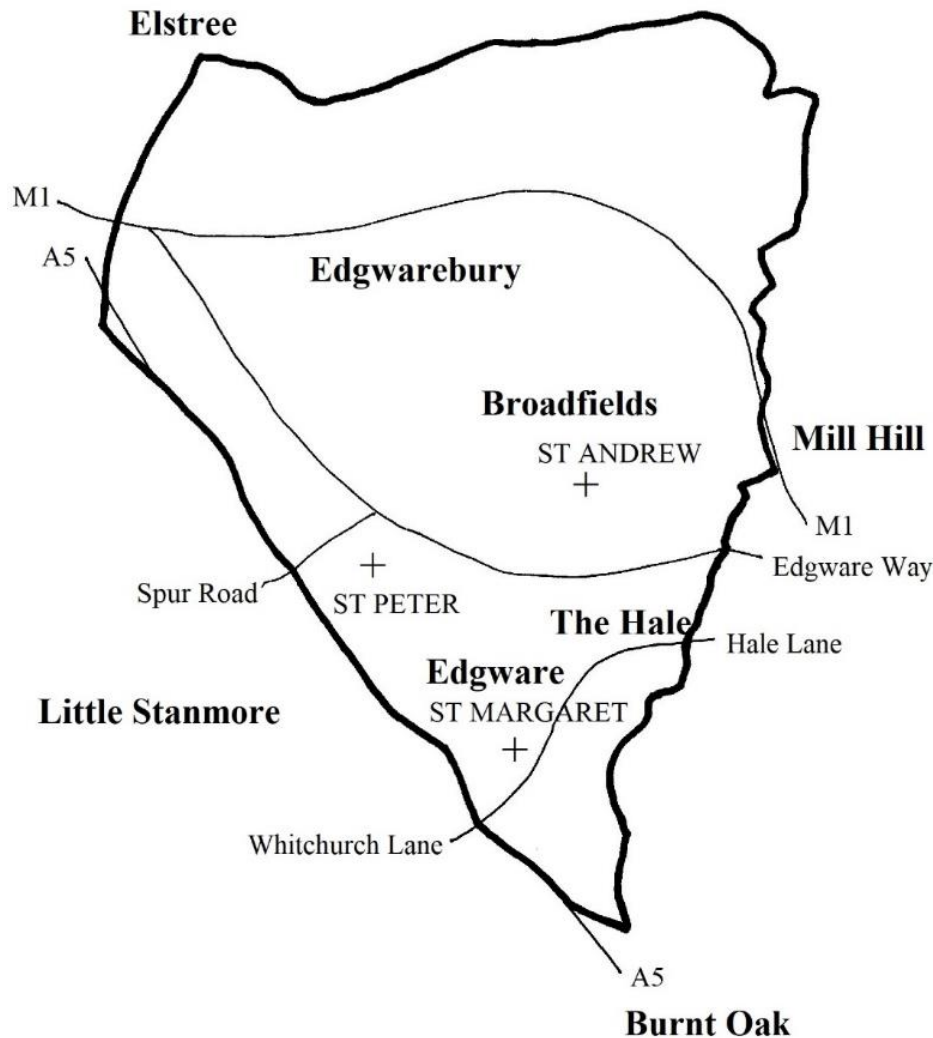 Elstree
M1
A5
Edgwarebury
Broadfields
Mill Hill
ST ANDREW
M1
Edgware Way
Spur Road
ST PETER
The Hale
Hale Lane
Edgware
Little Stanmore
ST MARGARET
Whitchurch Lane
A5
Burnt Oak